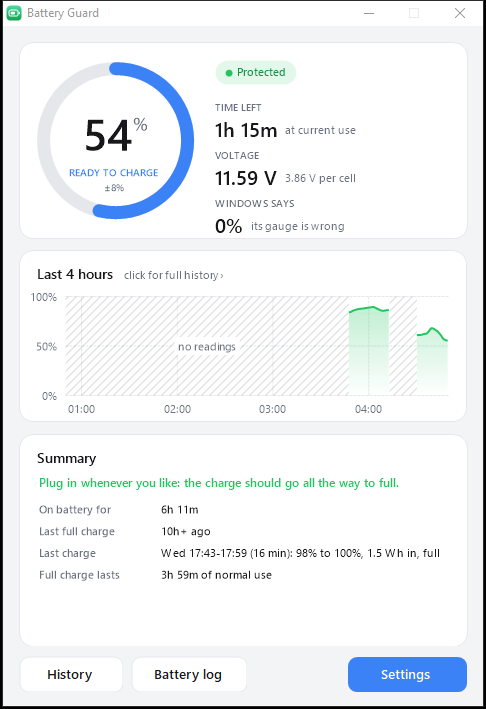 Battery Guard
54%
READY TO CHARGE
±8%
Protected
TIME LEFT
1h 15m at current use
VOLTAGE
11.59 V 3.86 V per cell
WINDOWS SAYS
0% its gauge is wrong
Last 4 hours click for full history ›
100%
50%
0%
no readings
01:00 02:00 03:00 04:00
Summary
Plug in whenever you like: the charge should go all the way to full.
On battery for 6h 11m
Last full charge 10h+ ago
Last charge Wed 17:43-17:59 (16 min): 98% to 100%, 1.5 Wh in, full
Full charge lasts 3h 59m of normal use
History Battery log Settings